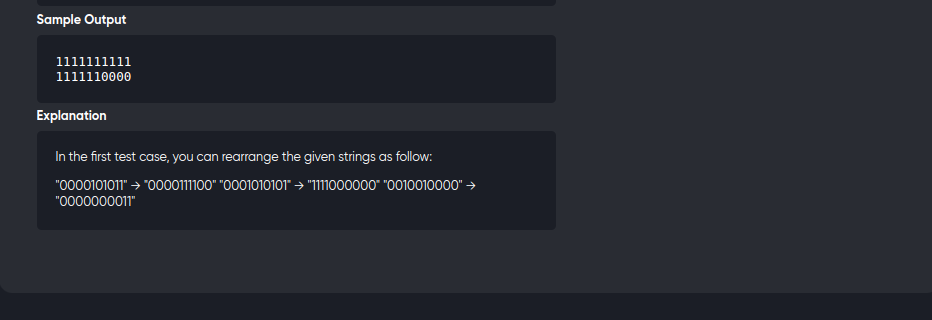 Sample Output
1111111111
1111110000
Explanation
In the first test case, you can rearrange the given strings as follow:
"0000101011" → "0000111100" "0001010101" → "1111000000" "0010010000" →
"0000000011"